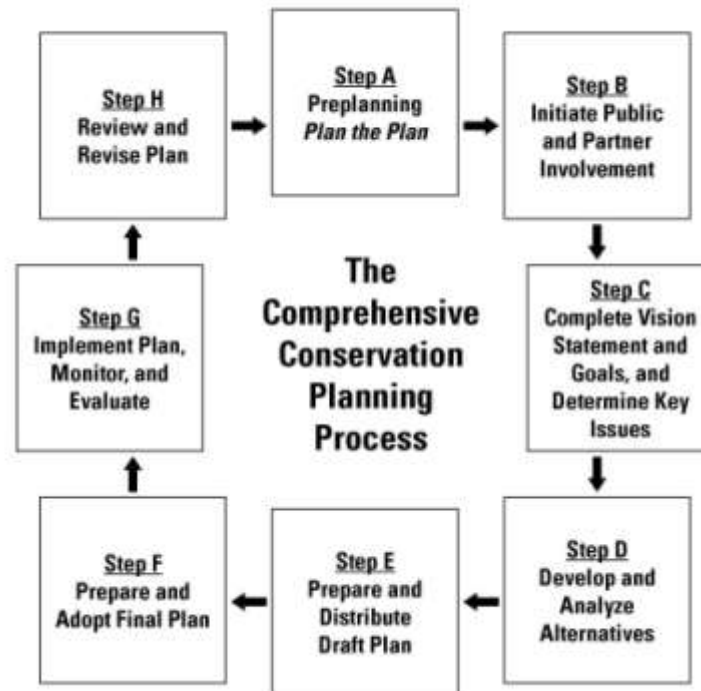 Step A
Preplanning
Plan the Plan
Step B
Initiate Public
and Partner
Involvement
Step C
Complete Vision
Statement and
Goals, and
Determine Key
Issues
Step D
Develop and
Analyze
Alternatives
Step E
Prepare and
Distribute
Draft Plan
Step F
Prepare and
Adopt Final Plan
Step G
Implement Plan,
Monitor, and
Evaluate
Step H
Review and
Revise Plan
The
Comprehensive
Conservation
Planning
Process